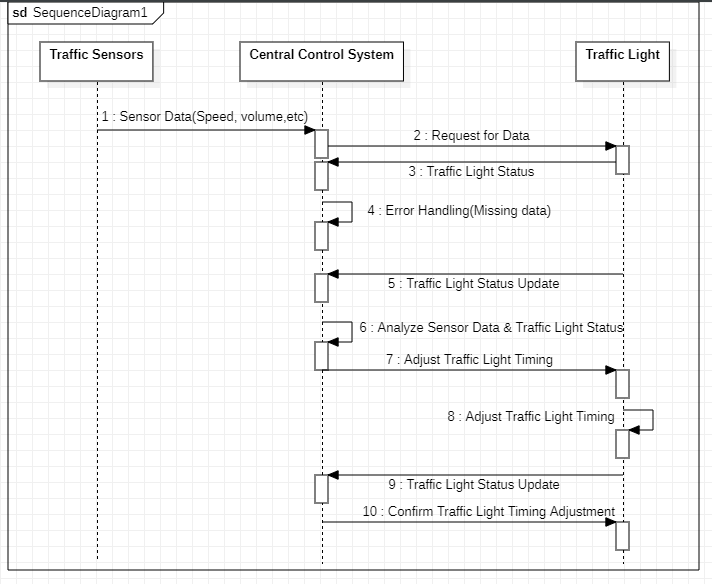 sd SequenceDiagram1
Traffic Sensors
Central Control System
Traffic Light
1 : Sensor Data(Speed, volume,etc)
2 : Request for Data
3 : Traffic Light Status
4 : Error Handling(Missing data)
5 : Traffic Light Status Update
6 : Analyze Sensor Data & Traffic Light Status
7 : Adjust Traffic Light Timing
8 : Adjust Traffic Light Timing
9 : Traffic Light Status Update
10 : Confirm Traffic Light Timing Adjustment